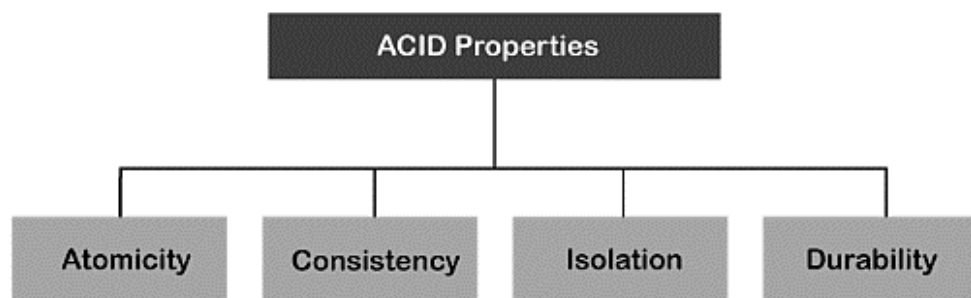 ACID Properties
Atomicity
Consistency
Isolation
Durability